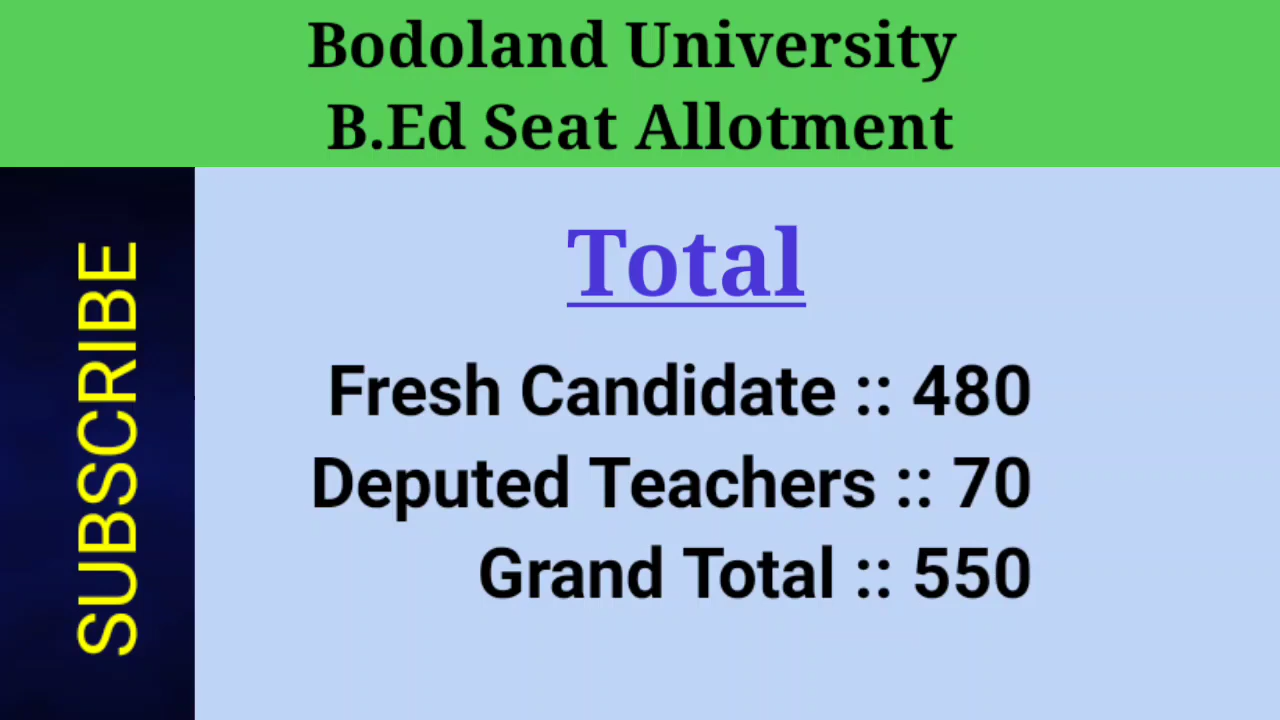 Bodoland University
B.Ed Seat Allotment
SUBSCRIBE
Total
Fresh Candidate :: 480
Deputed Teachers :: 70
Grand Total :: 550